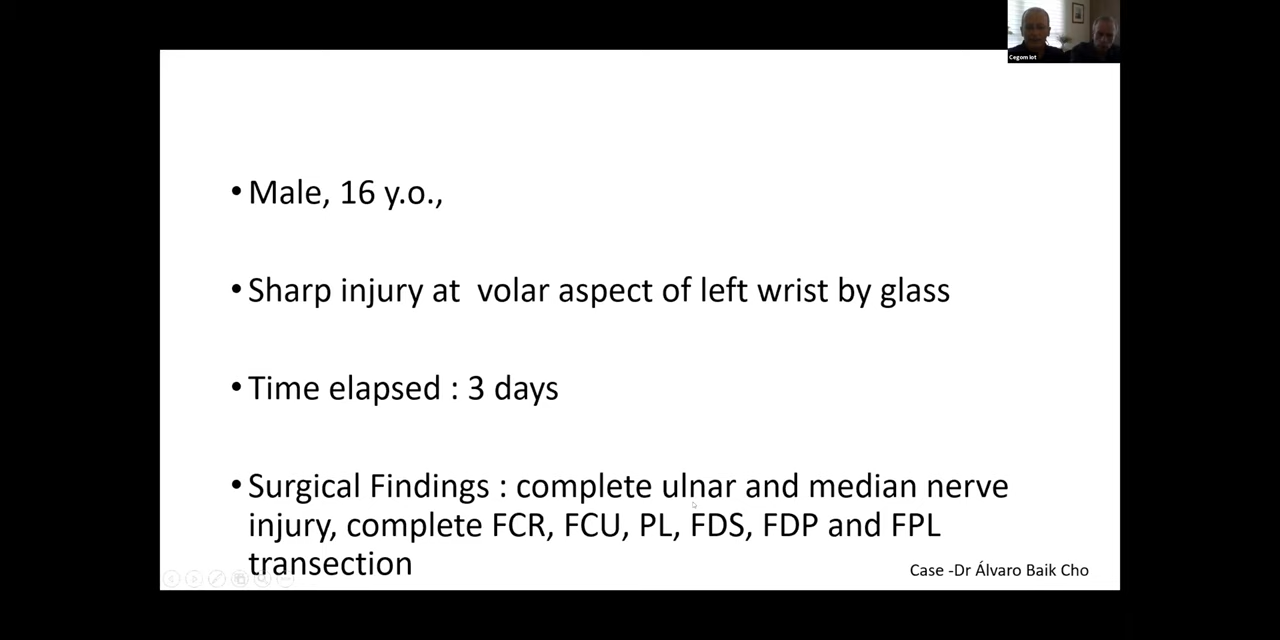 Cegom Iot
• Male, 16 y.o.,
• Sharp injury at  volar aspect of left wrist by glass
• Time elapsed : 3 days
• Surgical Findings : complete ulnar and median nerve
injury, complete FCR, FCU, PL, FDS, FDP and FPL
transection
Case -Dr Álvaro Baik Cho